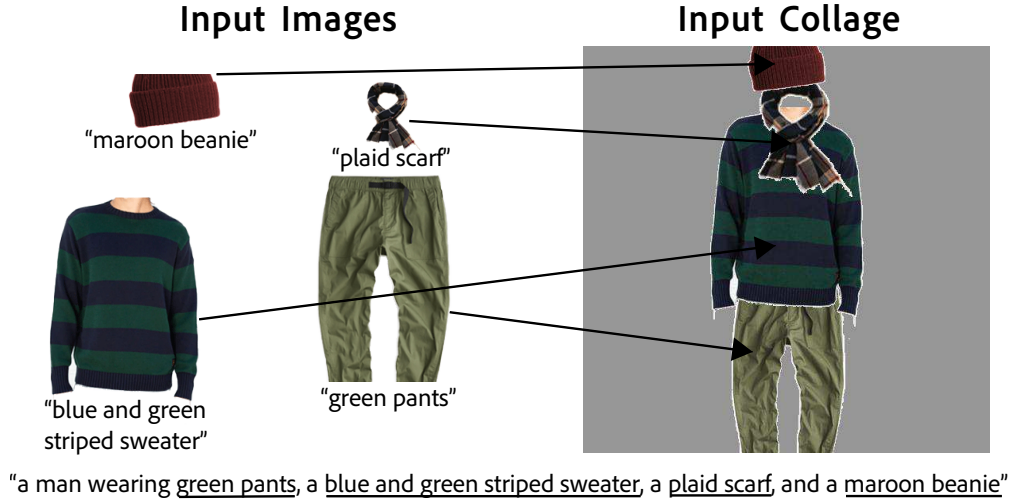 Input Images
Input Collage
“maroon beanie”
“plaid scarf”
“blue and green
striped sweater”
“green pants”
“a man wearing green pants, a blue and green striped sweater, a plaid scarf, and a maroon beanie”